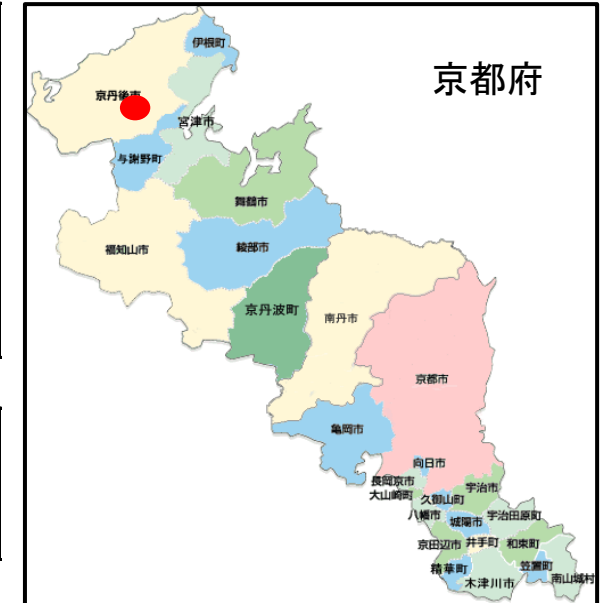 京都府
伊根町
京丹後市
宮津市
与謝野町
舞鶴市
福知山市
綾部市
京丹波町
南丹市
京都市
亀岡市
向日市
長岡京市
大山崎町
宇治市
久御山町
八幡市
宇治田原町
城陽市
京田辺市
井手町
和束町
精華町
笠置町
木津川市
南山城村